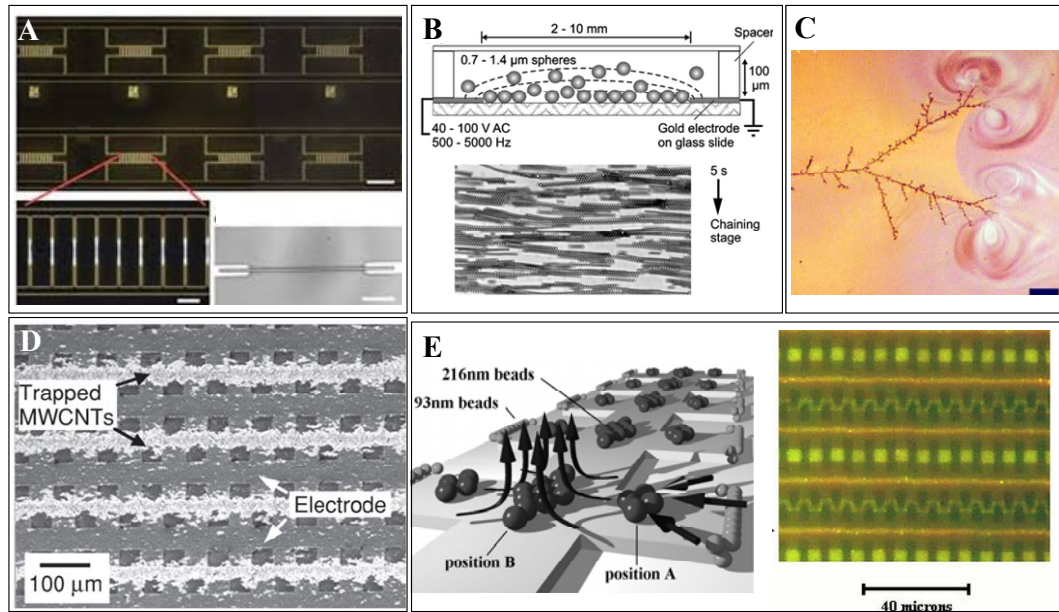 A
B
2 - 10 mm
Spacer
0.7 - 1.4 µm spheres
100
µm
40 - 100 V AC
500 - 5000 Hz
Gold electrode
on glass slide
5 s
Chaining
stage
C
D
Trapped
MWCNTs
Electrode
100 µm
E
216nm beads
93nm beads
position B
position A
40 microns